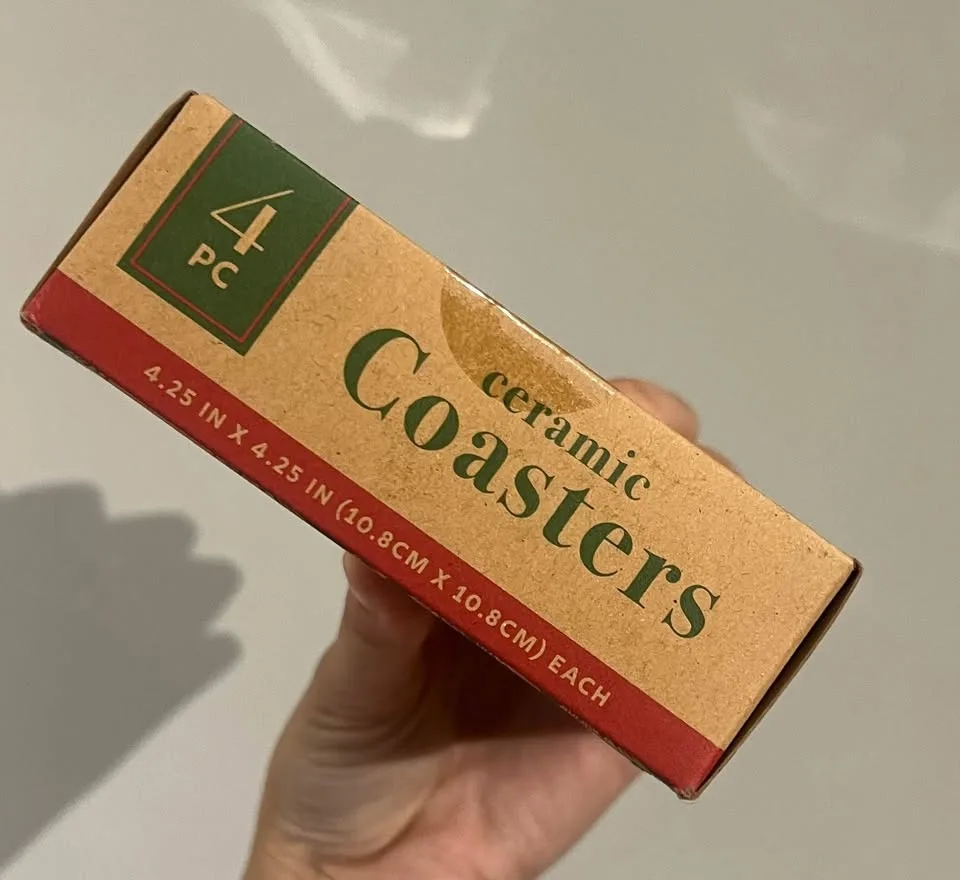 4
PC
ceramic
Coasters
4.25 IN X 4.25 IN (10.8CM X 10.8CM) EACH